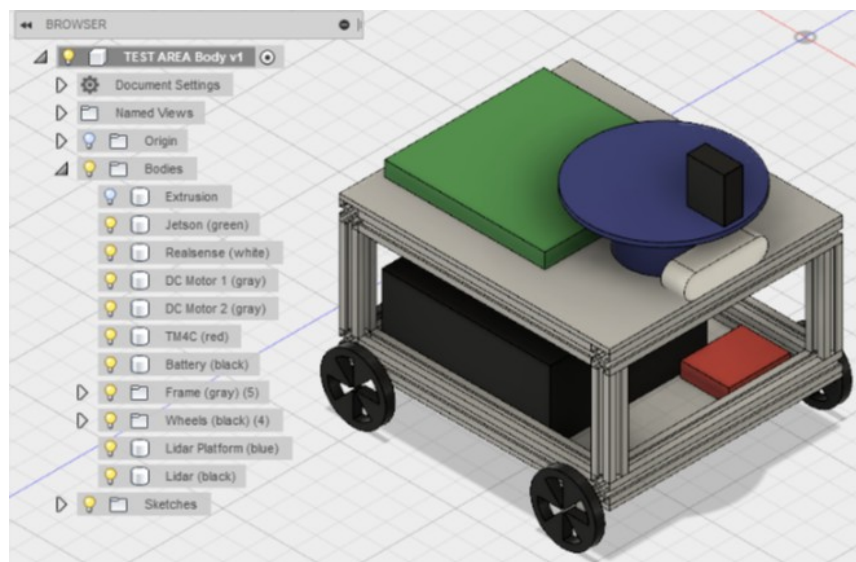 BROWSER
TEST AREA Body v1
Document Settings
Named Views
Origin
Bodies
Extrusion
Jetson (green)
Realsense (white)
DC Motor 1 (gray)
DC Motor 2 (gray)
TM4C (red)
Battery (black)
Frame (gray) (5)
Wheels (black) (4)
Lidar Platform (blue)
Lidar (black)
Sketches